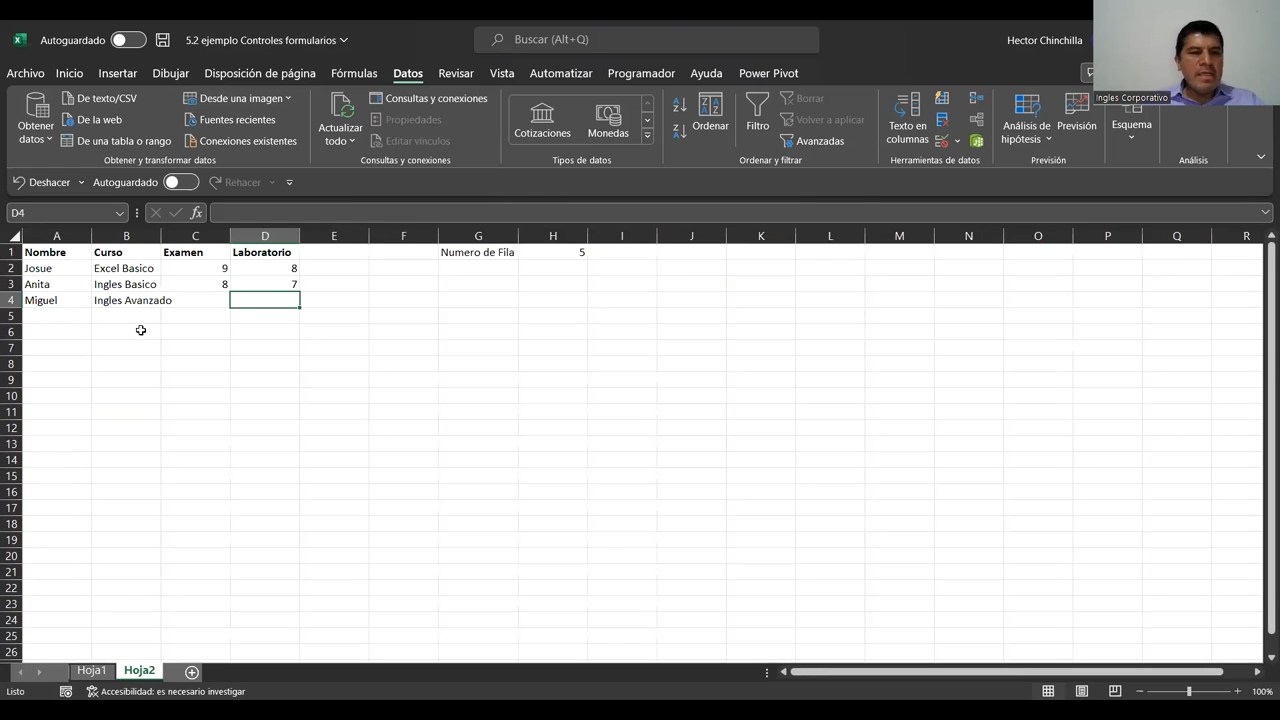 Autoguardado
5.2 ejemplo Controles formularios
Buscar (Alt+Q)
Hector Chinchilla
Ingles Corporativo
Archivo Inicio Insertar Dibujar Disposición de página Fórmulas Datos Revisar Vista Automatizar Programador Ayuda Power Pivot
Obtener datos
De texto/CSV
De la web
De una tabla o rango
Desde una imagen
Fuentes recientes
Conexiones existentes
Obtener y transformar datos
Actualizar todo
Consultas y conexiones
Propiedades
Editar vínculos
Consultas y conexiones
Cotizaciones
Monedas
Tipos de datos
Ordenar
Filtro
Borrar
Volver a aplicar
Avanzadas
Ordenar y filtrar
Texto en columnas
Herramientas de datos
Análisis de hipótesis
Previsión
Previsión
Esquema
Análisis
Deshacer Autoguardado Rehacer
D4 fx
A B C D E F G H I J K L M N O P Q R
1 Nombre Curso Examen Laboratorio Numero de Fila 5
2 Josue Excel Basico 9 8
3 Anita Ingles Basico 8 7
4 Miguel Ingles Avanzado
5
6
7
8
9
10
11
12
13
14
15
16
17
18
19
20
21
22
23
24
25
26
Hoja1 Hoja2
Listo Accesibilidad: es necesario investigar 100%